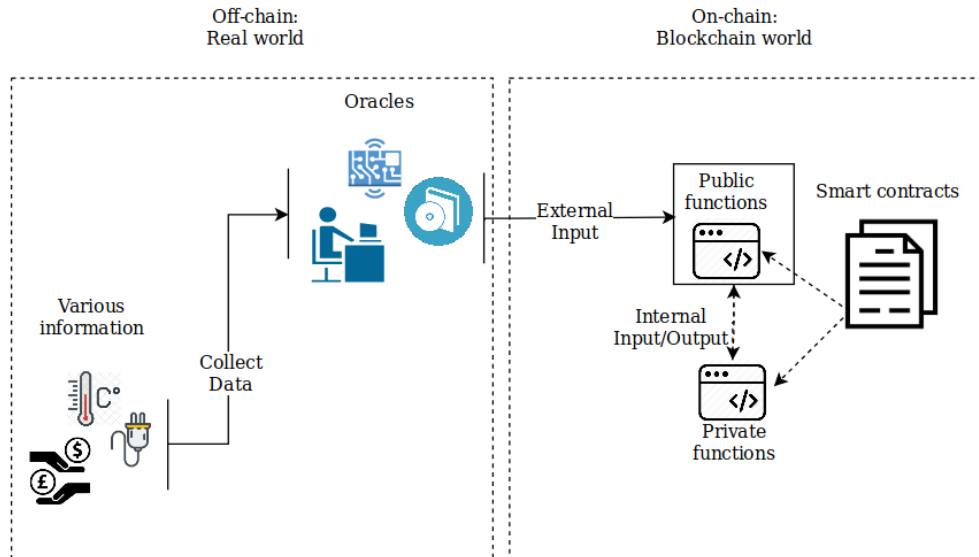 Off-chain:
Real world
On-chain:
Blockchain world
Oracles
Various
information
C°
$
£
Collect
Data
External
Input
Public
functions
</>
Smart contracts
Internal
Input/Output
</>
Private
functions